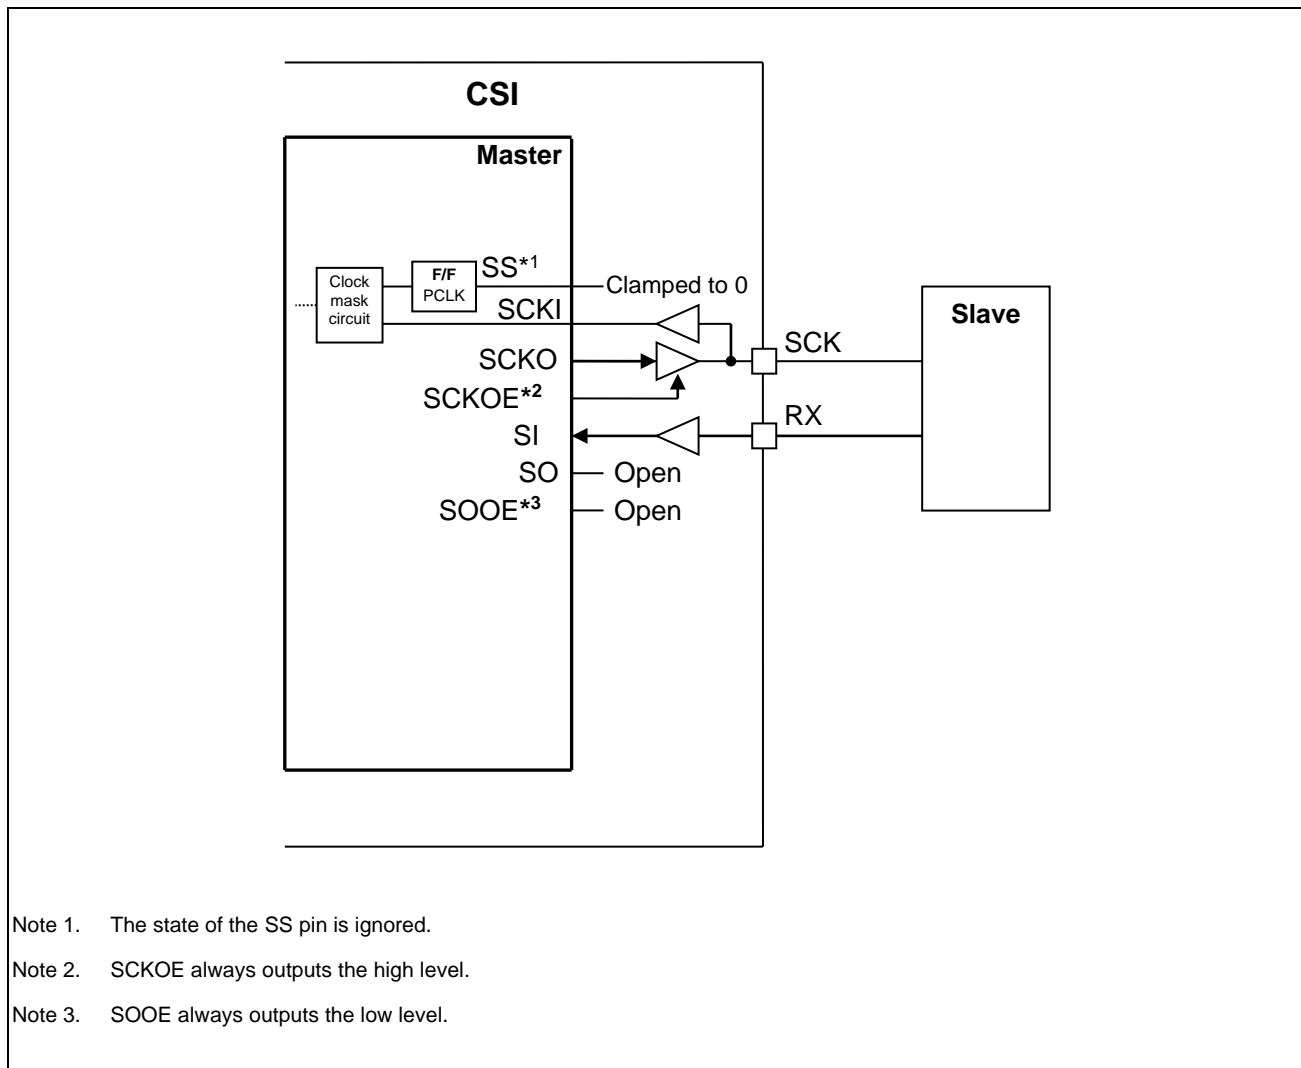 CSI
Master
SS*1
Clamped to 0
F/F
PCLK
Clock
mask
circuit
SCKI
Slave
SCKO
SCK
SCKOE*2
RX
SI
SO Open
SOOE*3 Open
Note 1. The state of the SS pin is ignored.
Note 2. SCKOE always outputs the high level.
Note 3. SOOE always outputs the low level.